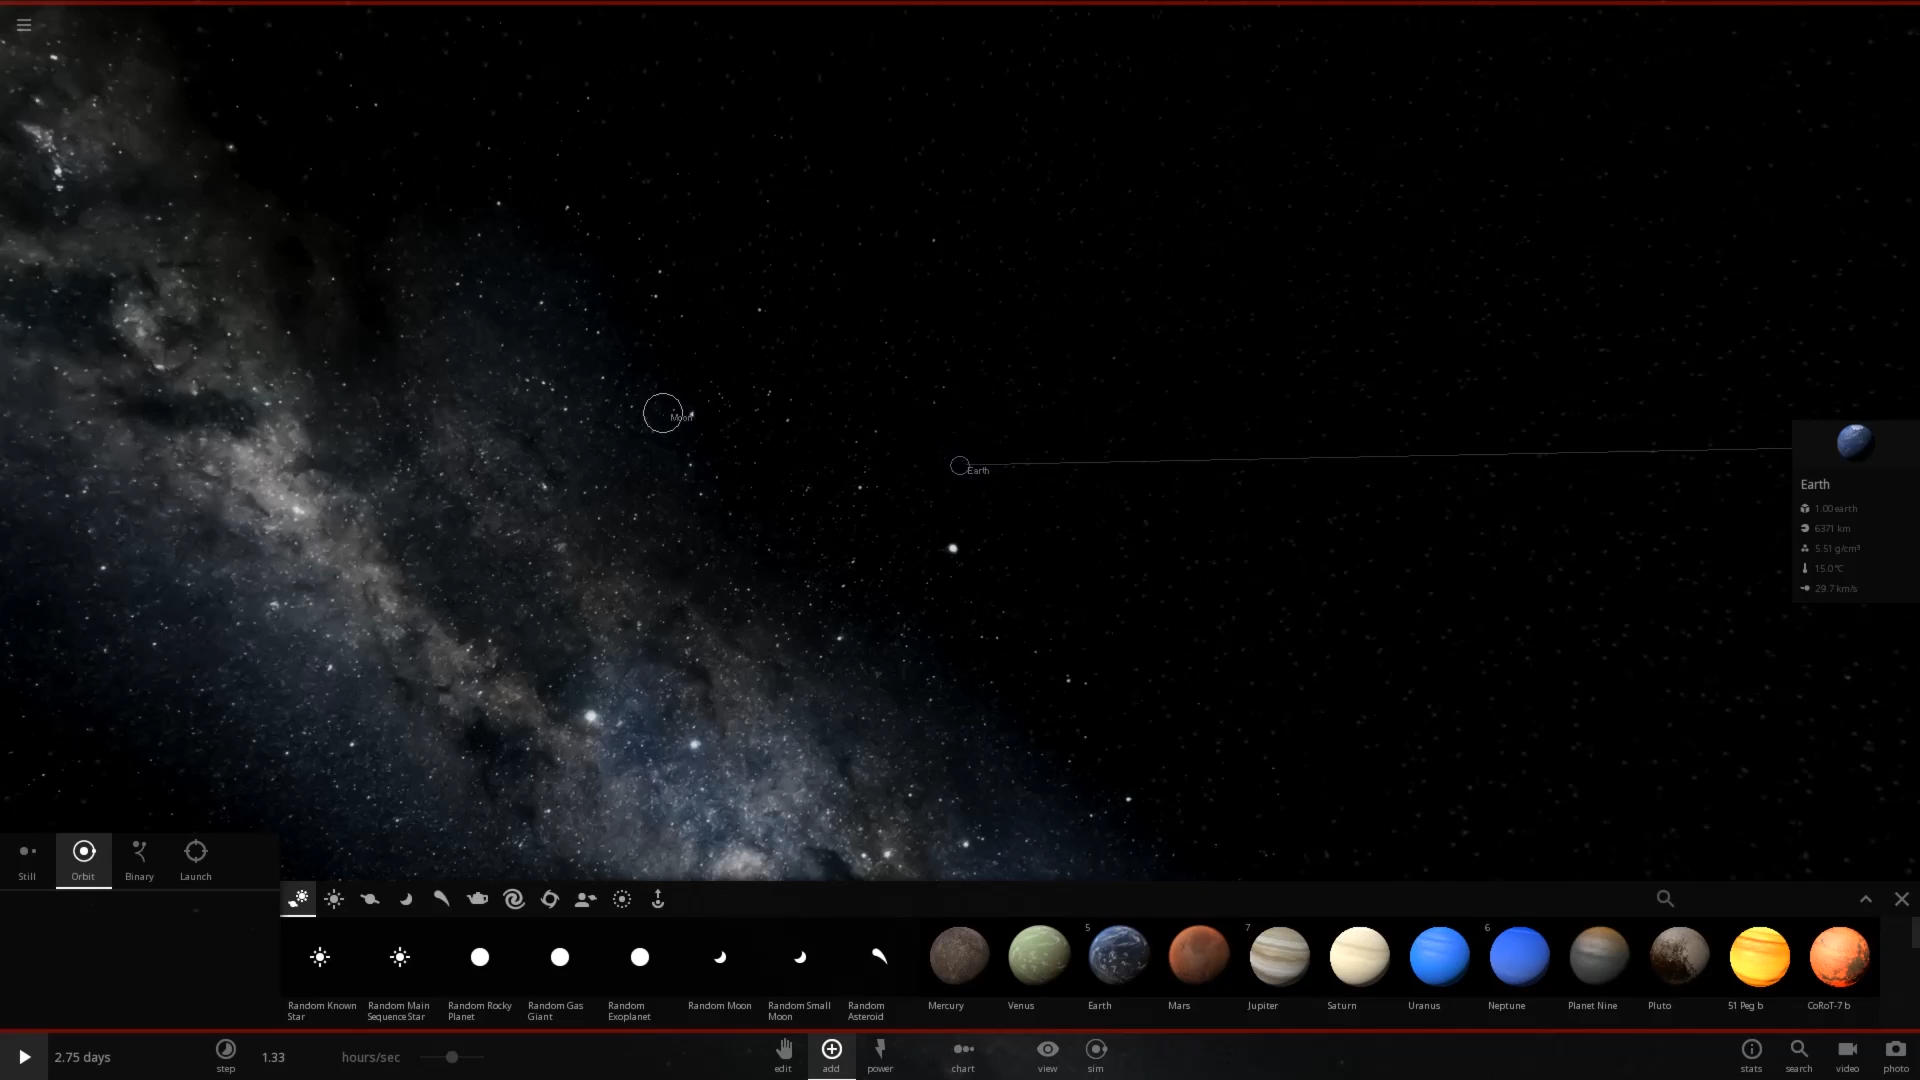 Moon
Earth
Earth
1.00 earth
6371 km
5.51 g/cm³
15.0 °C
29.7 km/s
Still
Orbit
Binary
Launch
5
7
6
Random Known
Star
Random Main
Sequence Star
Random Rocky
Planet
Random Gas
Giant
Random
Exoplanet
Random Moon
Random Small
Moon
Random
Asteroid
Mercury
Venus
Earth
Mars
Jupiter
Saturn
Uranus
Neptune
Planet Nine
Pluto
51 Peg b
CoRoT-7 b
2.75 days
step
1.33
hours/sec
edit
add
power
chart
view
sim
stats
search
video
photo